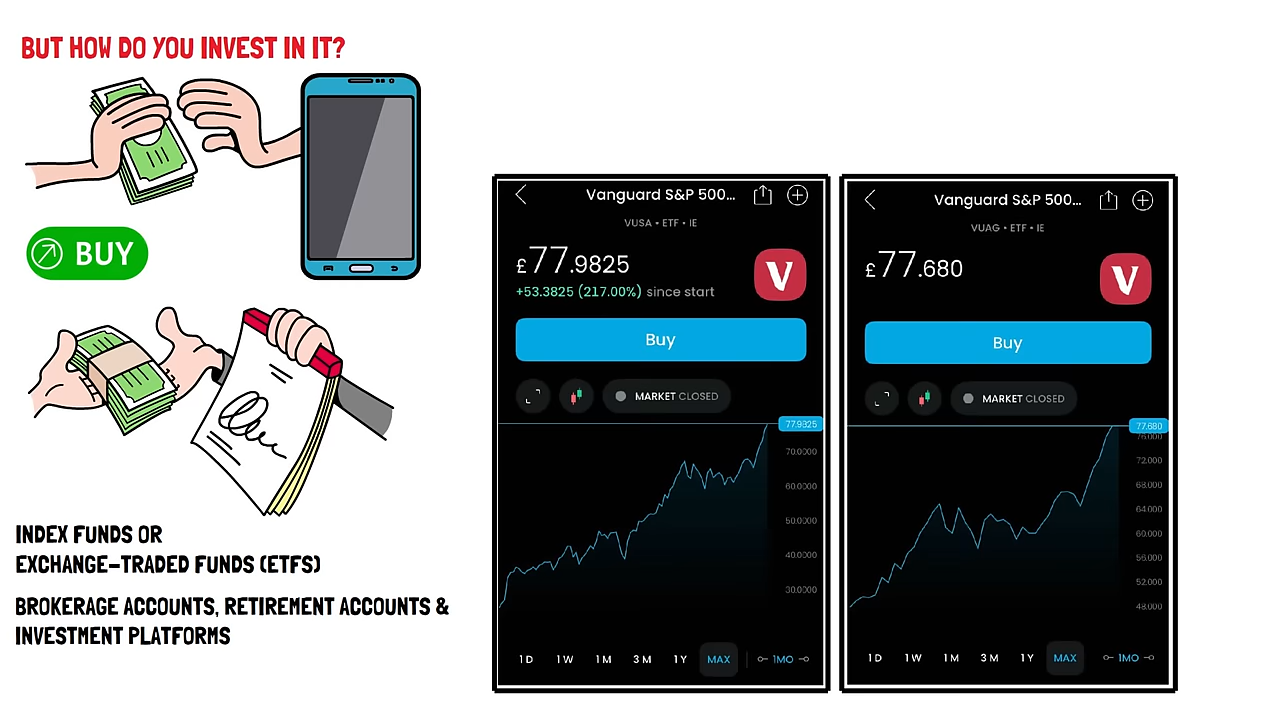 BUT HOW DO YOU INVEST IN IT?
BUY
INDEX FUNDS OR
EXCHANGE-TRADED FUNDS (ETFS)
BROKERAGE ACCOUNTS, RETIREMENT ACCOUNTS &
INVESTMENT PLATFORMS
Vanguard S&P 500...
VUSA • ETF • IE
£77.9825
+53.3825 (217.00%) since start
V
Buy
MARKET CLOSED
77.9825
70.0000
60.0000
50.0000
40.0000
30.0000
1D 1W 1M 3M 1Y MAX 1MO
Vanguard S&P 500...
VUAG • ETF • IE
£77.680
V
Buy
MARKET CLOSED
77.680
76.000
72.000
68.000
64.000
60.000
56.000
52.000
48.000
1D 1W 1M 3M 1Y MAX 1MO